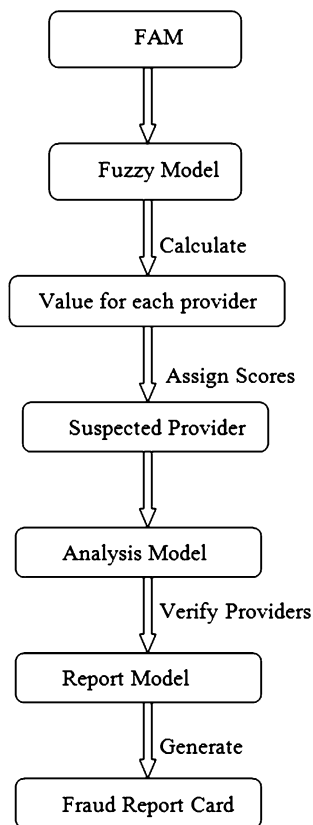 FAM
Fuzzy Model
Calculate
Value for each provider
Assign Scores
Suspected Provider
Analysis Model
Verify Providers
Report Model
Generate
Fraud Report Card